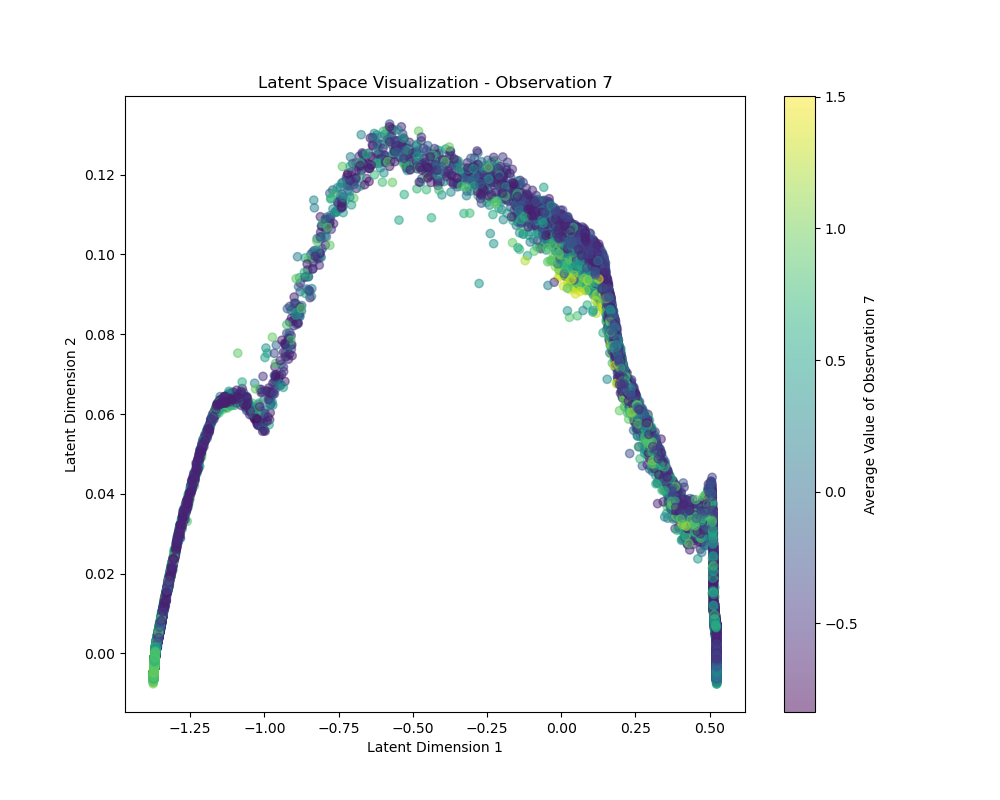 Latent Space Visualization - Observation 7
Latent Dimension 2
0.12
0.10
0.08
0.06
0.04
0.02
0.00
−1.25 −1.00 −0.75 −0.50 −0.25 0.00 0.25 0.50
Latent Dimension 1
1.5
1.0
0.5
0.0
−0.5
Average Value of Observation 7